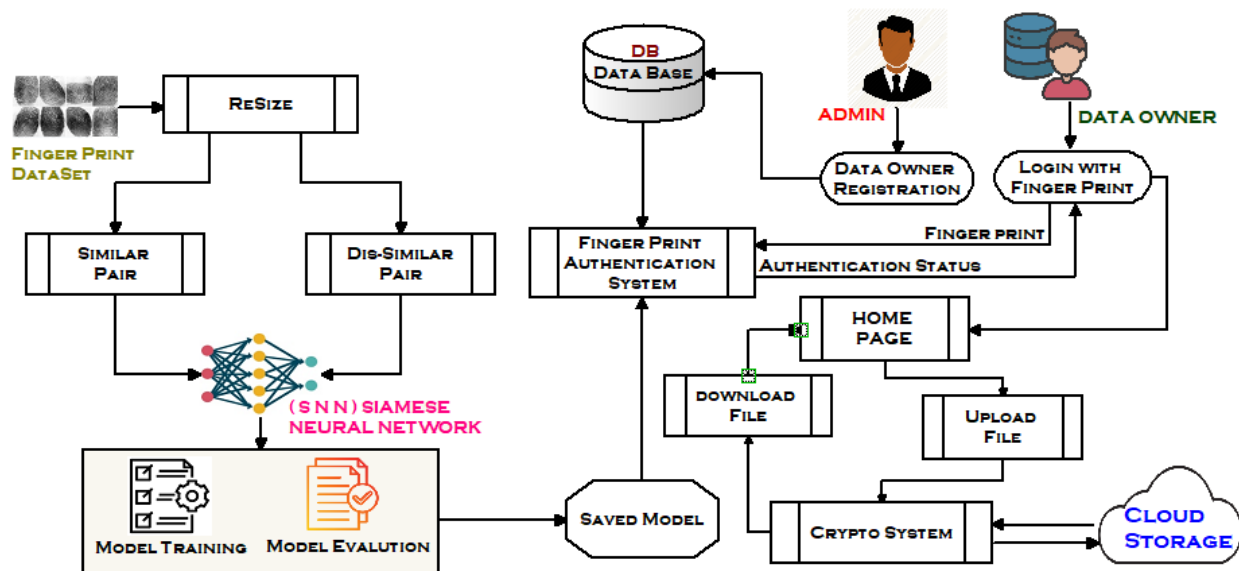 DB
Data Base
ReSize
Finger Print
DataSet
ADMIN
DATA OWNER
Data Owner
Registration
Login with
Finger Print
Similar
Pair
Dis-Similar
Pair
Finger Print
Authentication
System
Finger print
Authentication Status
HOME
PAGE
DOWNLOAD
File
Upload
File
( S N N ) SIAMESE
NEURAL NETWORK
Model Training
Model Evalution
Saved Model
Crypto System
Cloud
Storage